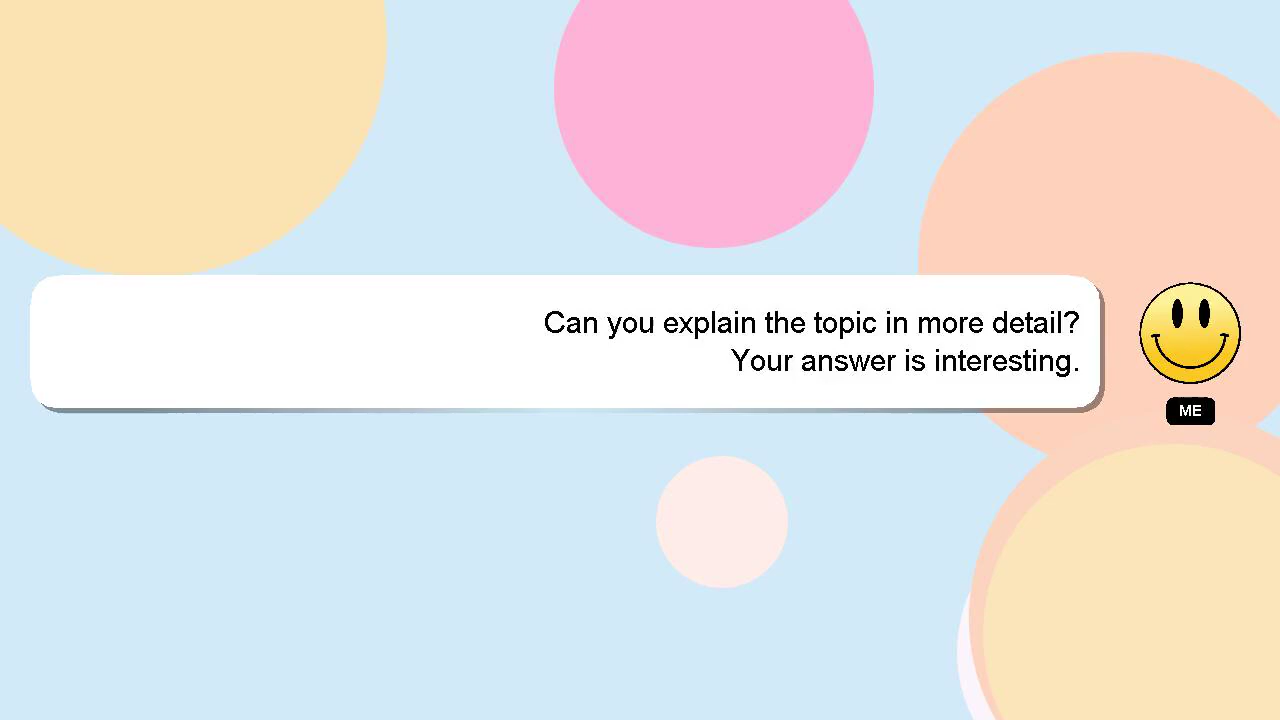 Can you explain the topic in more detail?
Your answer is interesting.
ME